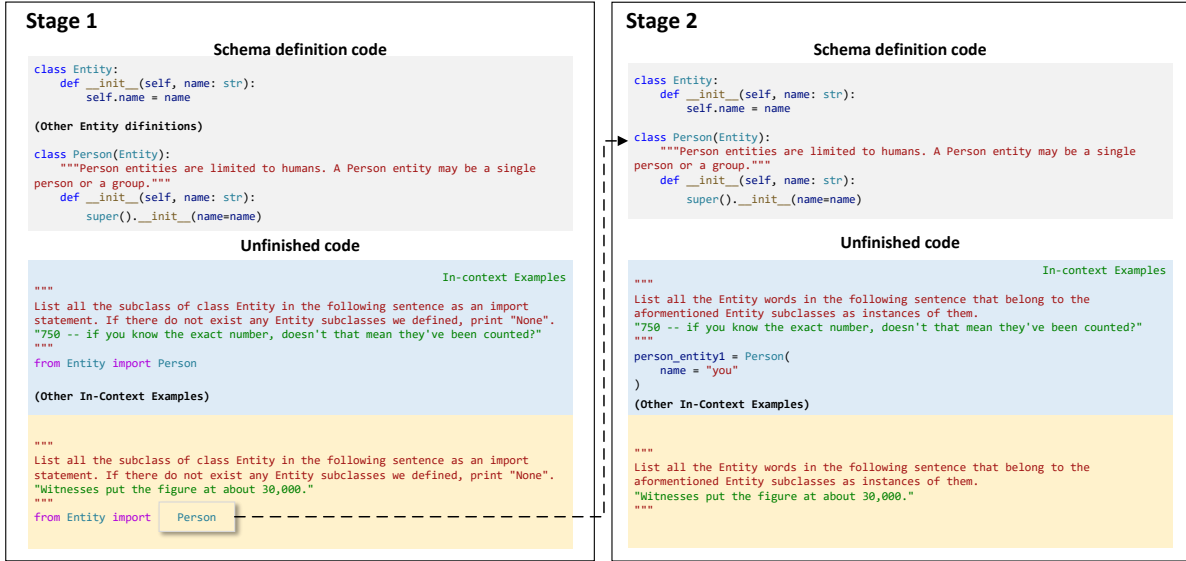 Stage 1
Schema definition code
class Entity:
    def __init__(self, name: str):
        self.name = name
(Other Entity difinitions)
class Person(Entity):
    """Person entities are limited to humans. A Person entity may be a single
person or a group."""
    def __init__(self, name: str):
        super().__init__(name=name)
Unfinished code
In-context Examples
"""
List all the subclass of class Entity in the following sentence as an import
statement. If there do not exist any Entity subclasses we defined, print "None".
"750 -- if you know the exact number, doesn't that mean they've been counted?"
"""
from Entity import Person
(Other In-Context Examples)
"""
List all the subclass of class Entity in the following sentence as an import
statement. If there do not exist any Entity subclasses we defined, print "None".
"Witnesses put the figure at about 30,000."
"""
from Entity import Person
Stage 2
Schema definition code
class Entity:
    def __init__(self, name: str):
        self.name = name
class Person(Entity):
    """Person entities are limited to humans. A Person entity may be a single
person or a group."""
    def __init__(self, name: str):
        super().__init__(name=name)
Unfinished code
In-context Examples
"""
List all the Entity words in the following sentence that belong to the
aformentioned Entity subclasses as instances of them.
"750 -- if you know the exact number, doesn't that mean they've been counted?"
"""
person_entity1 = Person(
    name = "you"
)
(Other In-Context Examples)
"""
List all the Entity words in the following sentence that belong to the
aformentioned Entity subclasses as instances of them.
"Witnesses put the figure at about 30,000."
"""